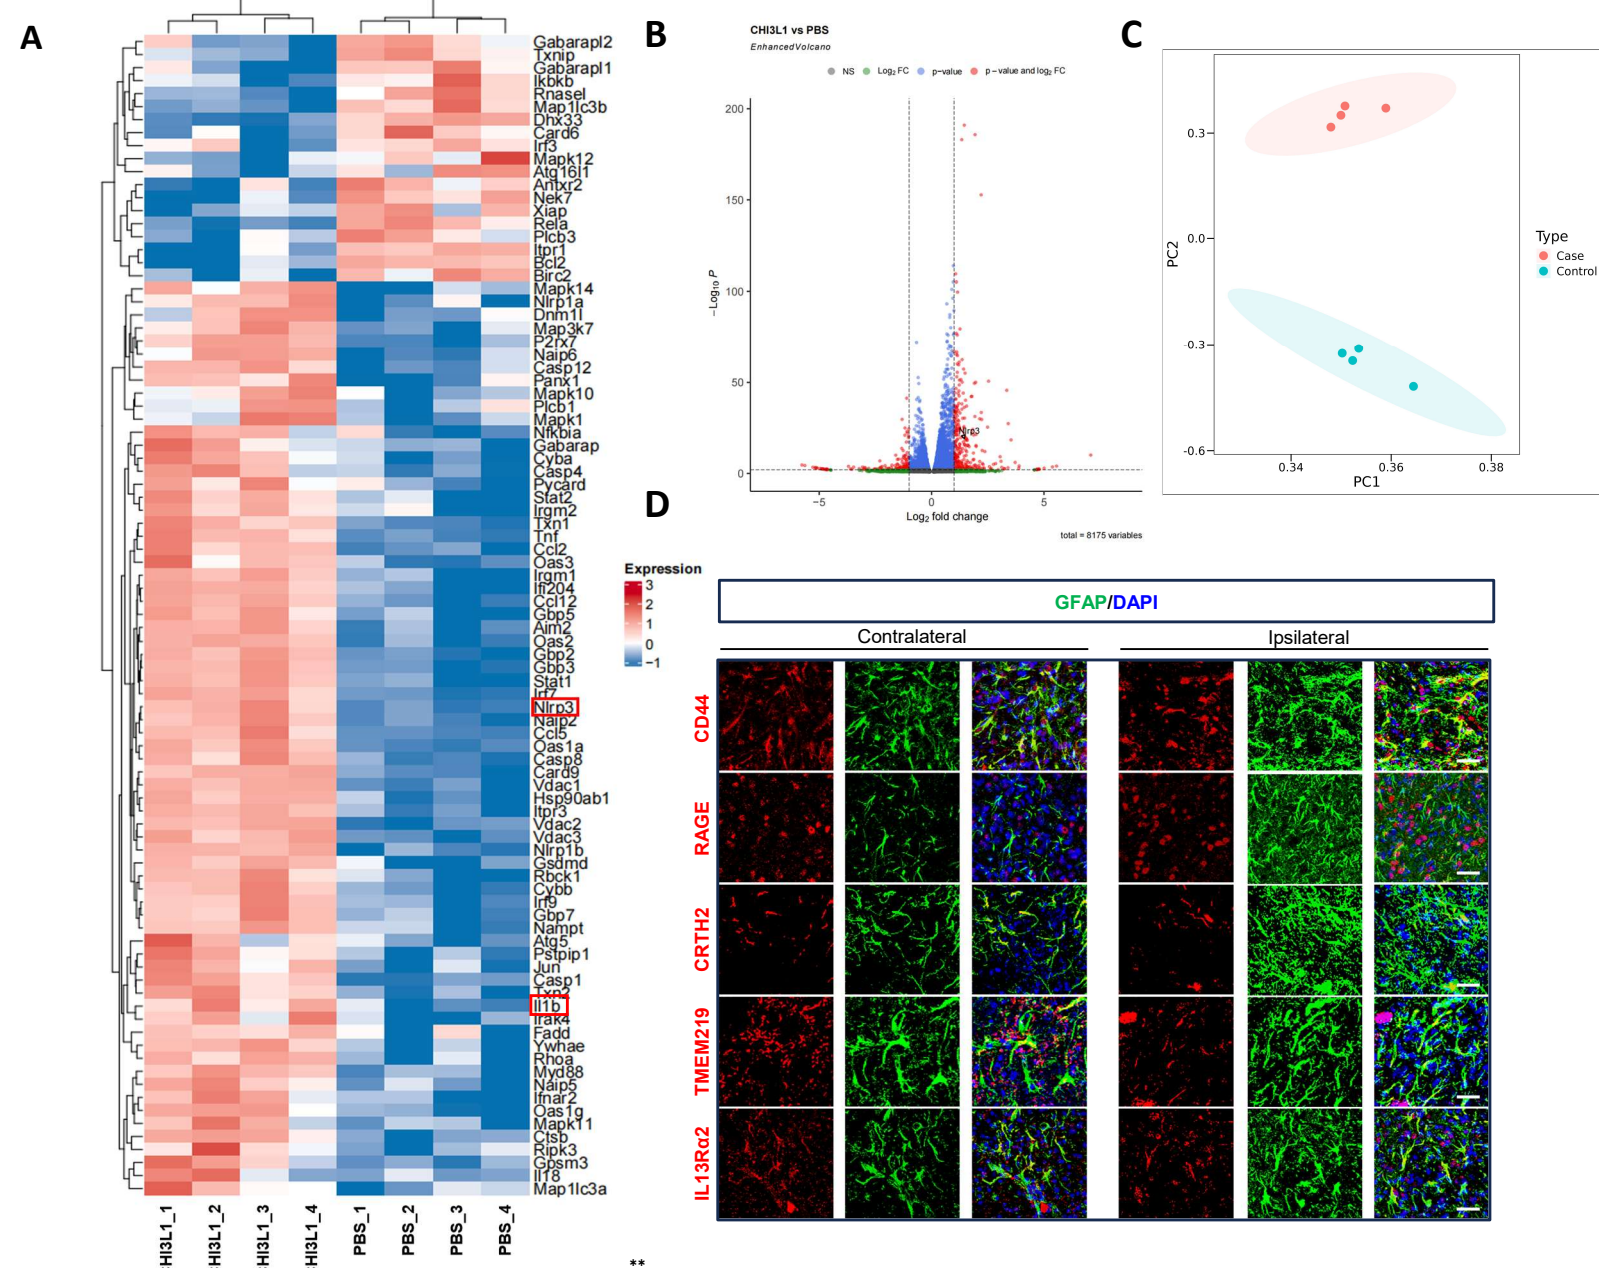 A
Gabarapl2
Txnip
Gabarapl1
Ikbkb
Rnasel
Map1lc3b
Dhx33
Card6
Irf3
Mapk12
Atg16l1
Antxr2
Nek7
Xiap
Rela
Plcb3
Itpr1
Bcl2
Birc2
Mapk14
Nlrp1a
Dnm1l
Map3k7
P2rx7
Naip6
Casp12
Panx1
Mapk10
Plcb1
Mapk1
Nfkbia
Gabarap
Cyba
Casp4
Pycard
Stat2
Irgm2
Txn1
Tnf
Ccl2
Oas3
Irgm1
Ifi204
Ccl12
Gbp5
Aim2
Oas2
Gbp2
Gbp3
Stat1
Irf7
Nlrp3
Naip2
Ccl5
Oas1a
Casp8
Card9
Vdac1
Hsp90ab1
Itpr3
Vdac2
Vdac3
Nlrp1b
Gsdmd
Rbck1
Cybb
Irf9
Gbp7
Nampt
Atg5
Pstpip1
Jun
Casp1
Txn2
Il1b
Irak4
Fadd
Ywhae
Rhoa
Myd88
Naip5
Ifnar2
Oas1g
Mapk11
Ctsb
Ripk3
Gpsm3
Il18
Map1lc3a
HI3L1_1
HI3L1_2
HI3L1_3
HI3L1_4
PBS_1
PBS_2
PBS_3
PBS_4
Expression
3
2
1
0
−1
**
B
CHI3L1 vs PBS
EnhancedVolcano
NS
Log2 FC
p−value
p − value and log2 FC
−Log10 P
200
150
100
50
0
Nlrp3
−5
0
5
Log2 fold change
total = 8175 variables
C
PC2
0.3
0.0
-0.3
-0.6
0.34
0.36
0.38
PC1
Type
Case
Control
D
GFAP/DAPI
Contralateral
Ipsilateral
CD44
RAGE
CRTH2
TMEM219
IL13Rα2